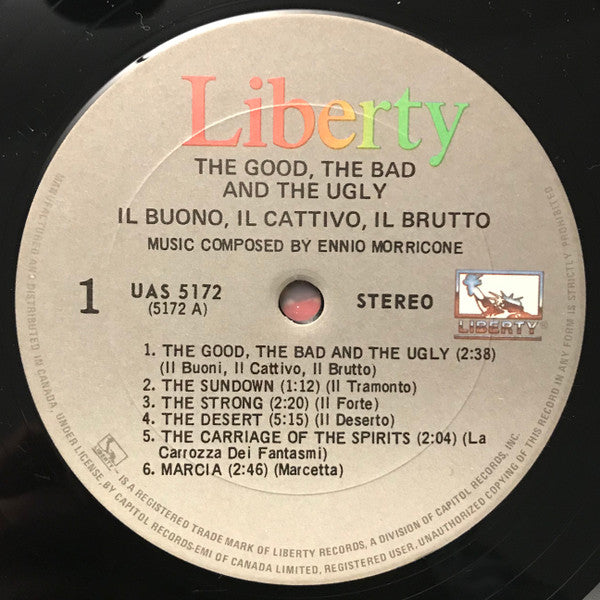 Liberty
THE GOOD, THE BAD
AND THE UGLY
IL BUONO, IL CATTIVO, IL BRUTTO
MUSIC COMPOSED BY ENNIO MORRICONE
1
UAS 5172
(5172 A)
STEREO
LIBERTY®
1. THE GOOD, THE BAD AND THE UGLY (2:38)
(Il Buoni, Il Cattivo, Il Brutto)
2. THE SUNDOWN (1:12) (Il Tramonto)
3. THE STRONG (2:20) (Il Forte)
4. THE DESERT (5:15) (Il Deserto)
5. THE CARRIAGE OF THE SPIRITS (2:04) (La
Carrozza Dei Fantasmi)
6. MARCIA (2:46) (Marcetta)
MANUFACTURED AND DISTRIBUTED IN CANADA, UNDER LICENSE, BY CAPITOL RECORDS-EMI OF CANADA LIMITED, REGISTERED USER. UNAUTHORIZED COPYING OF THIS RECORD IN ANY FORM IS STRICTLY PROHIBITED
LIBERTY - IS A REGISTERED TRADE MARK OF LIBERTY RECORDS, A DIVISION OF CAPITOL RECORDS, INC.